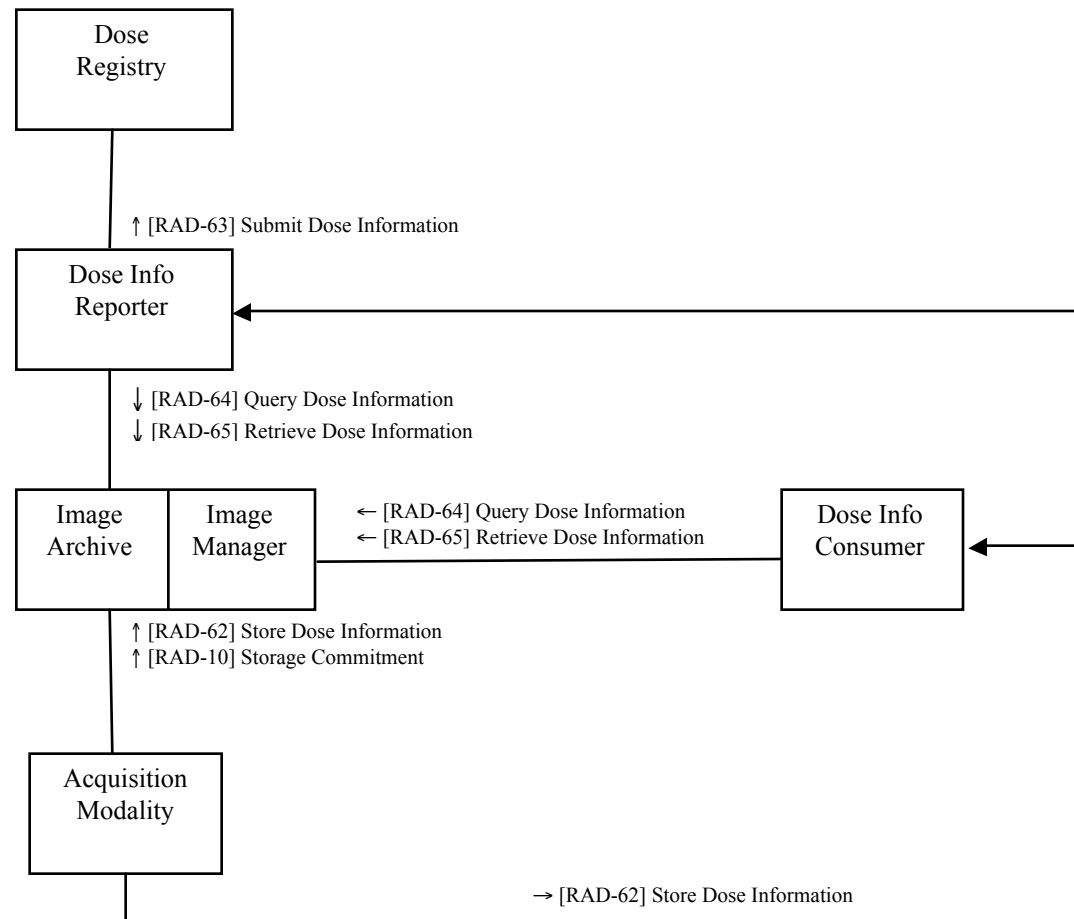 Dose
Registry
↑ [RAD-63] Submit Dose Information
Dose Info
Reporter
↓ [RAD-64] Query Dose Information
↓ [RAD-65] Retrieve Dose Information
Image
Archive
Image
Manager
← [RAD-64] Query Dose Information
← [RAD-65] Retrieve Dose Information
Dose Info
Consumer
↑ [RAD-62] Store Dose Information
↑ [RAD-10] Storage Commitment
Acquisition
Modality
→ [RAD-62] Store Dose Information